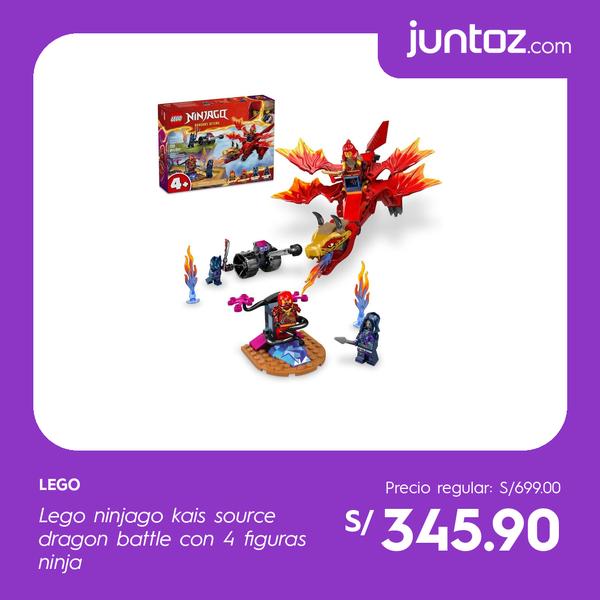 juntoz.com
LEGO NINJAGO
4+
LEGO
Lego ninjago kais source
dragon battle con 4 figuras
ninja
Precio regular: S/699.00
S/ 345.90